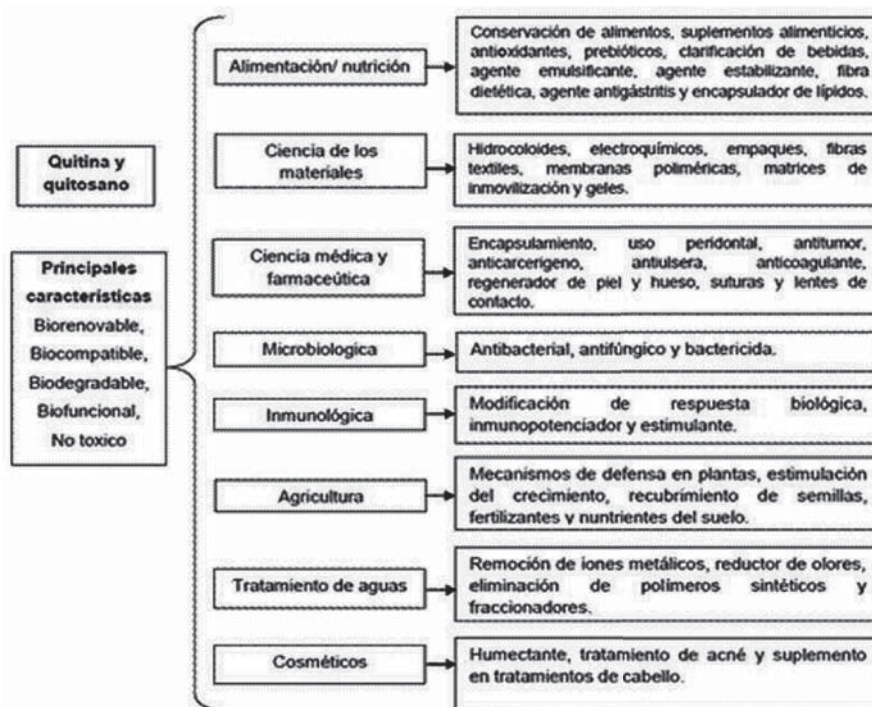 Quitina y
quitosano
Principales
características
Biorenovable,
Biocompatible,
Biodegradable,
Biofuncional,
No toxico
Alimentación/ nutrición
Conservación de alimentos, suplementos alimenticios,
antioxidantes, prebióticos, clarificación de bebidas,
agente emulsificante, agente estabilizante, fibra
dietética, agente antigástritis y encapsulador de lípidos.
Ciencia de los
materiales
Hidrocoloides, electroquímicos, empaques, fibras
textiles, membranas poliméricas, matrices de
inmovilización y geles.
Ciencia médica y
farmaceútica
Encapsulamiento, uso peridontal, antitumor,
anticarcerígeno, antiulsera, anticoagulante,
regenerador de piel y hueso, suturas y lentes de
contacto.
Microbiologica
Antibacterial, antifúngico y bactericida.
Inmunológica
Modificación de respuesta biológica,
inmunopotenciador y estimulante.
Agricultura
Mecanismos de defensa en plantas, estimulación
del crecimiento, recubrimiento de semillas,
fertilizantes y nuntrientes del suelo.
Tratamiento de aguas
Remoción de iones metálicos, reductor de olores,
eliminación de polímeros sintéticos y
fraccionadores.
Cosméticos
Humectante, tratamiento de acné y suplemento
en tratamientos de cabello.